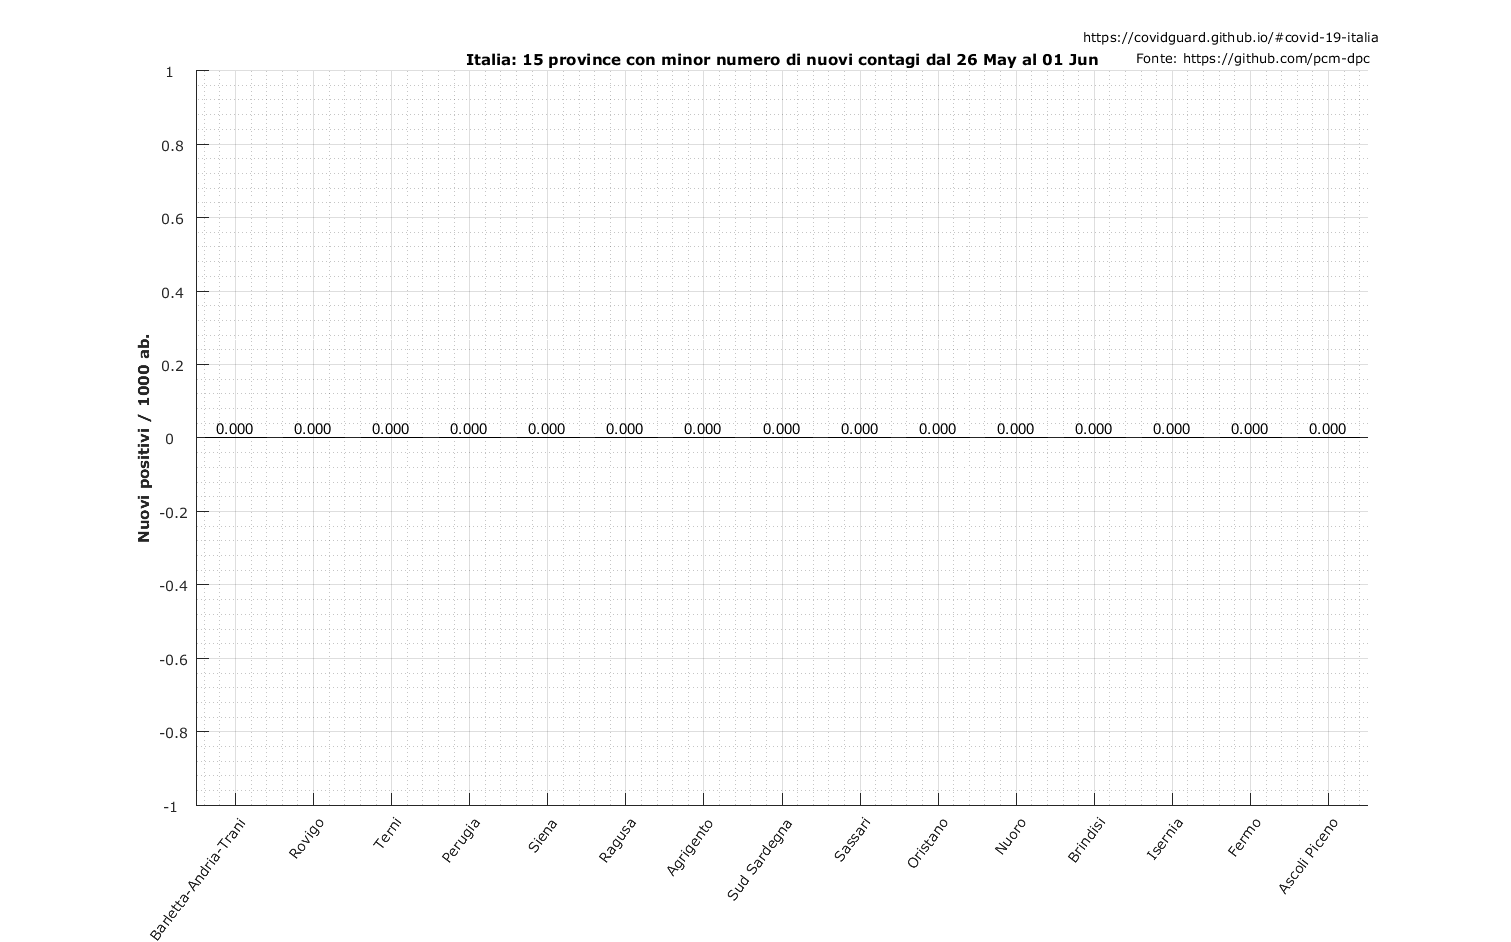 https://covidguard.github.io/#covid-19-italia
Italia: 15 province con minor numero di nuovi contagi dal 26 May al 01 Jun
Fonte: https://github.com/pcm-dpc
Nuovi positivi / 1000 ab.
1
0.8
0.6
0.4
0.2
0
-0.2
-0.4
-0.6
-0.8
-1
0.000 0.000 0.000 0.000 0.000 0.000 0.000 0.000 0.000 0.000 0.000 0.000 0.000 0.000 0.000
Barletta-Andria-Trani
Rovigo
Terni
Perugia
Siena
Ragusa
Agrigento
Sud Sardegna
Sassari
Oristano
Nuoro
Brindisi
Isernia
Fermo
Ascoli Piceno